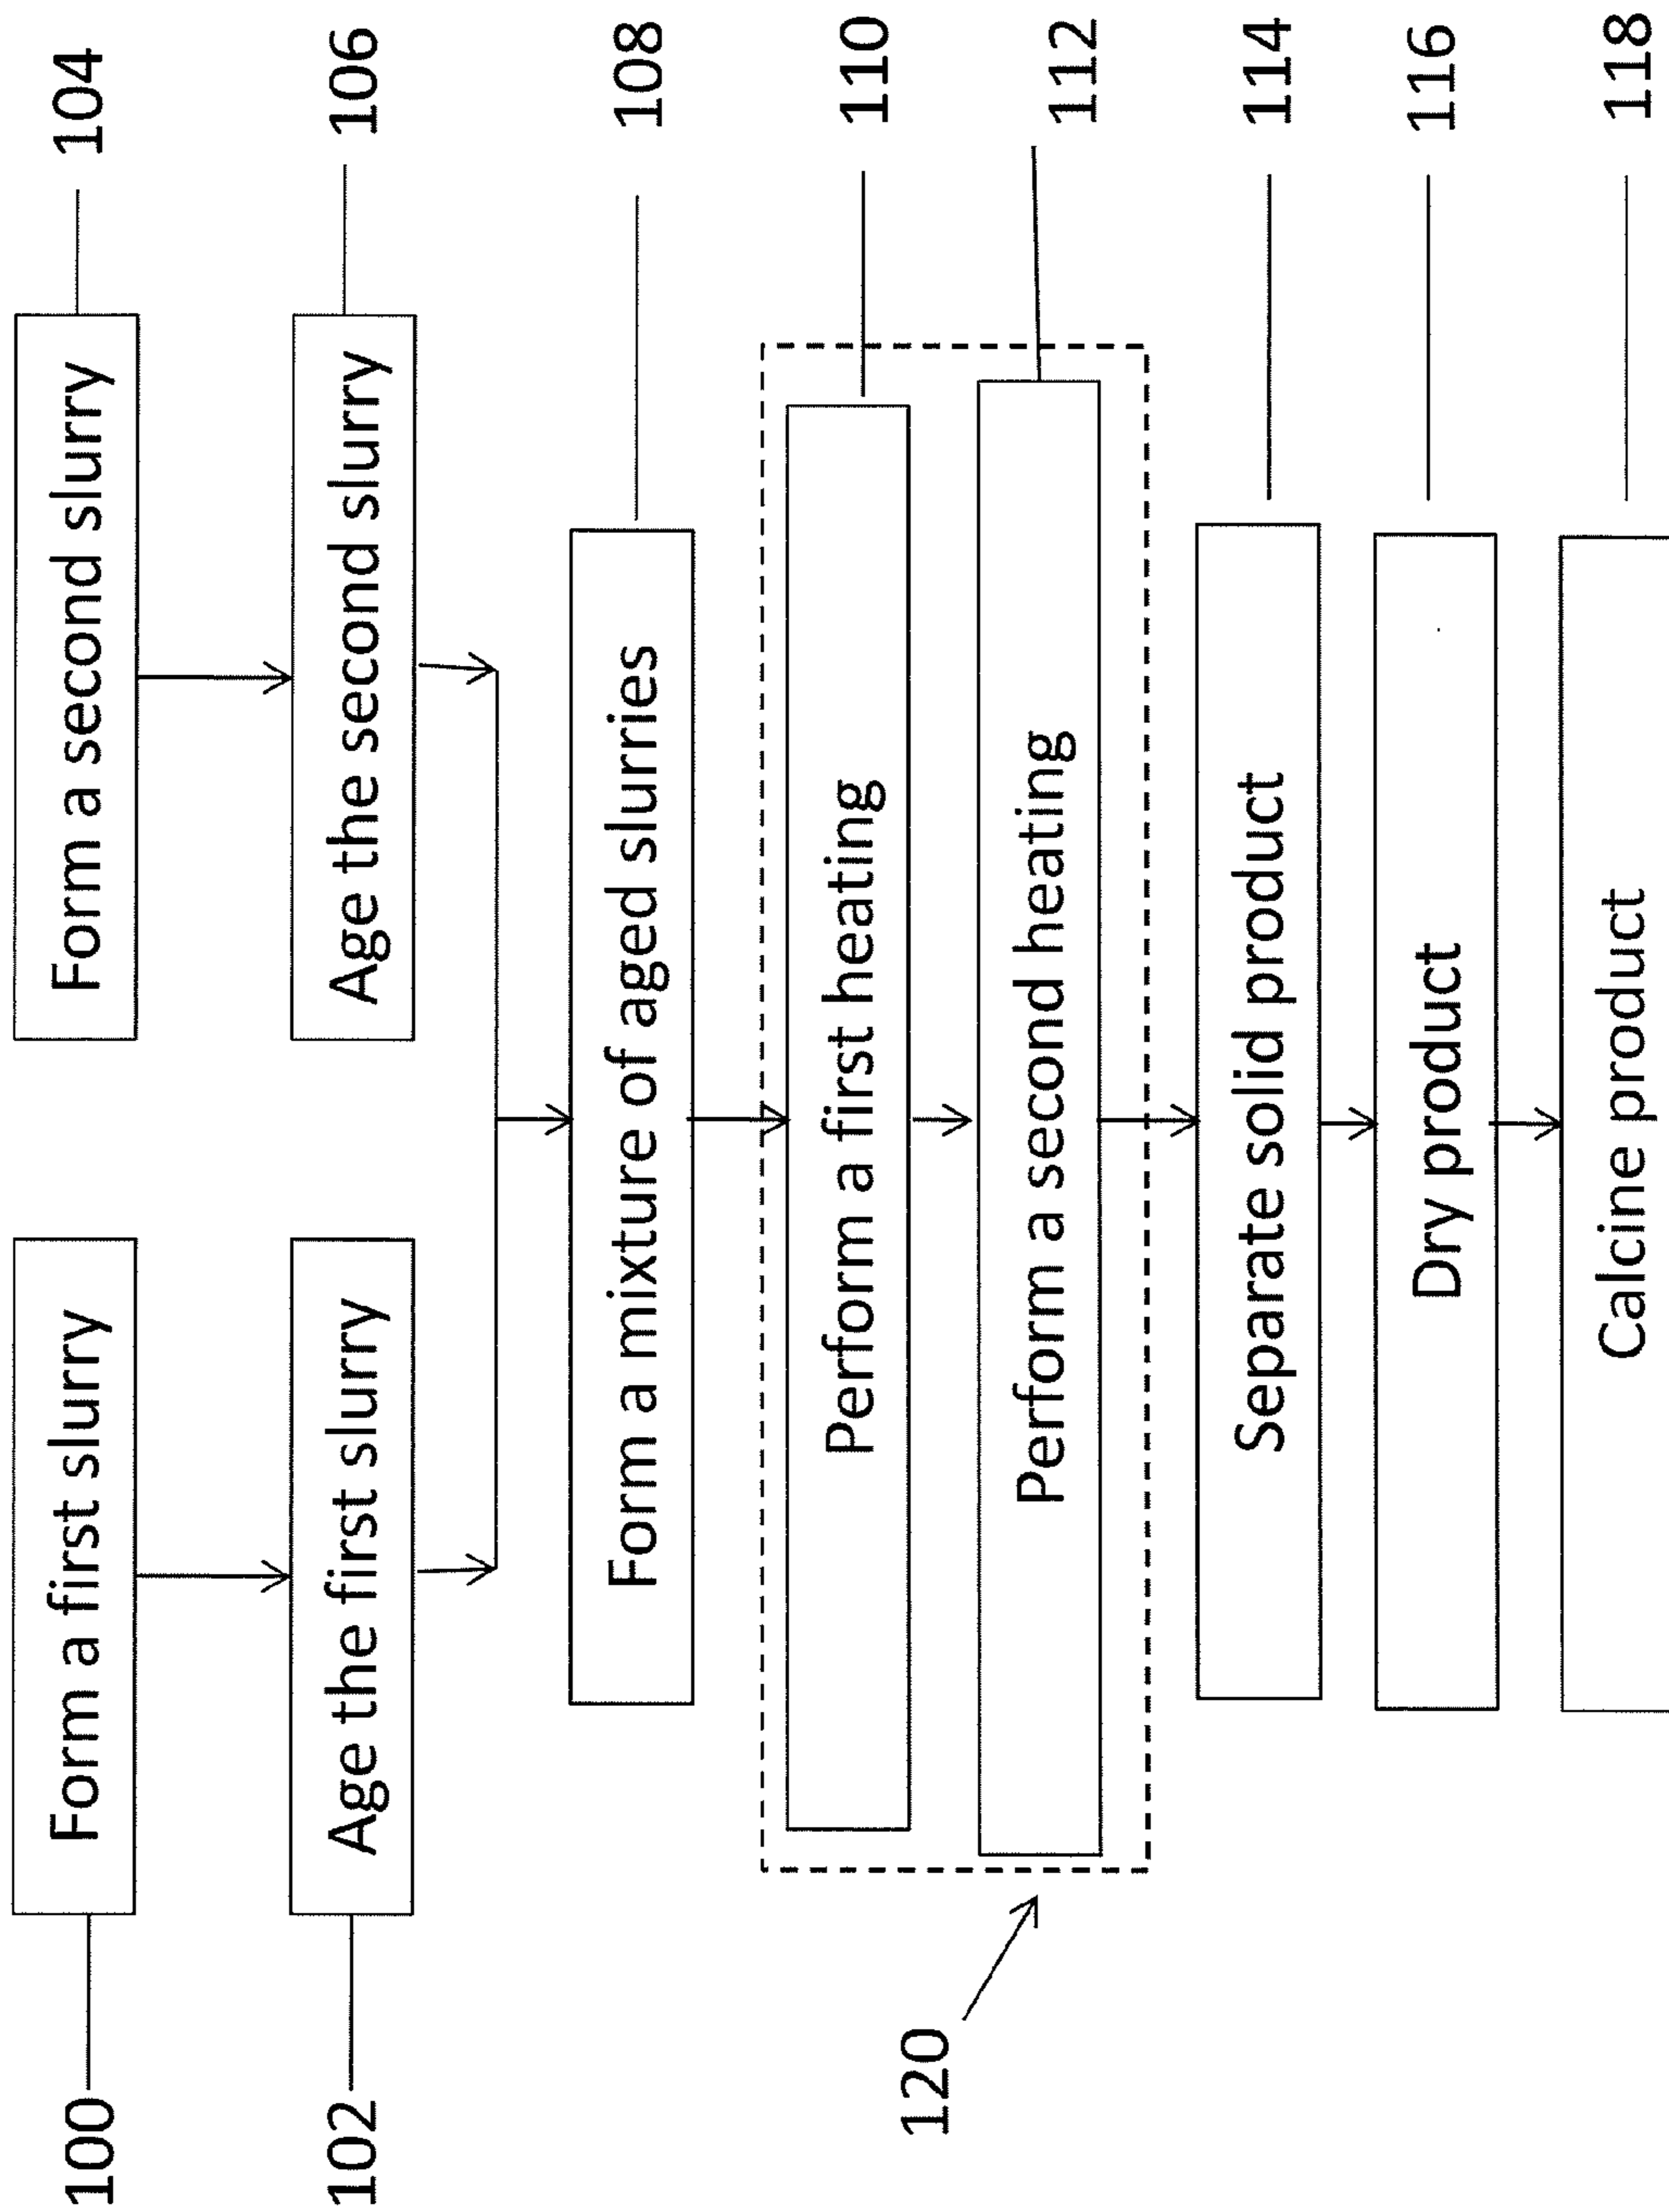 100
Form a first slurry
Form a second slurry
104
102
Age the first slurry
Age the second slurry
106
Form a mixture of aged slurries
108
Perform a first heating
110
120
Perform a second heating
112
Separate solid product
114
Dry product
116
Calcine product
118